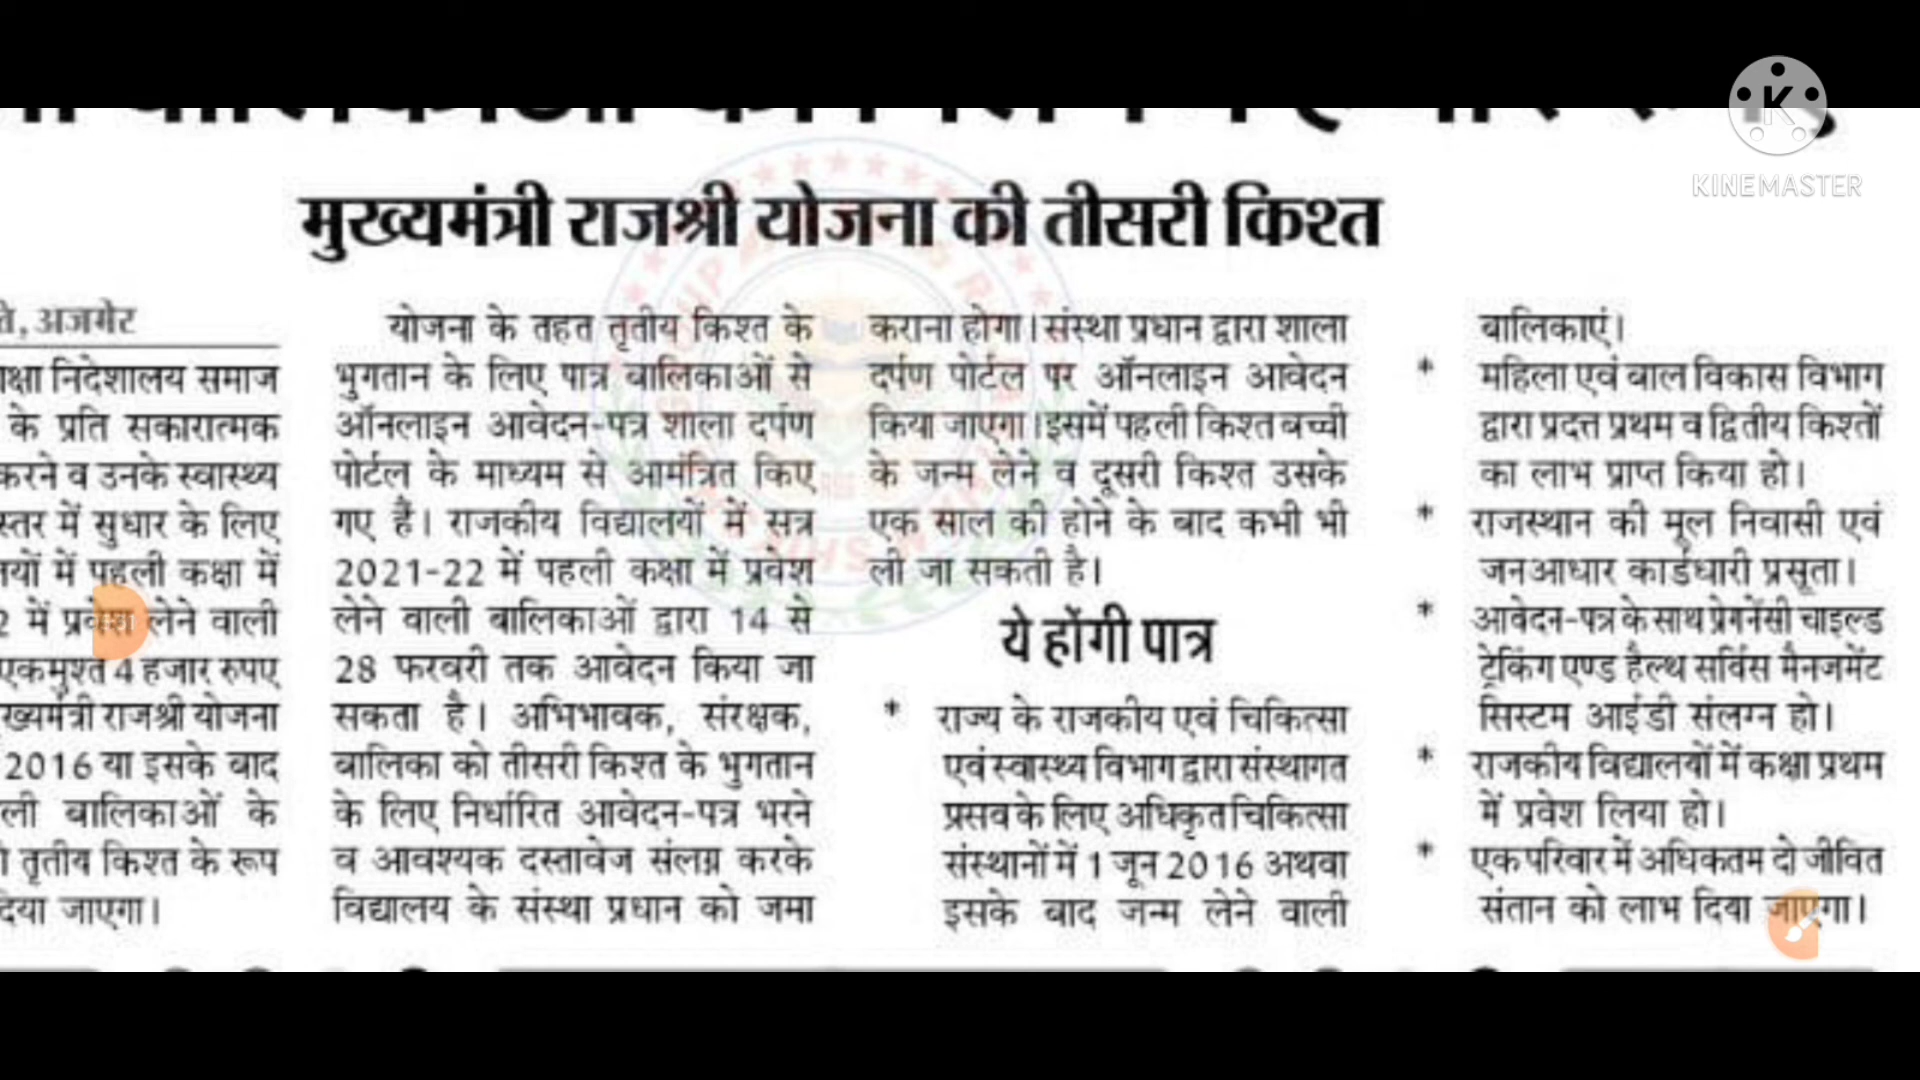 KINEMASTER
मुख्यमंत्री राजश्री योजना की तीसरी किश्त
अजमेर
निदेशालय समाज
के प्रति सकारात्मक
करने व उनके स्वास्थ्य
स्तर में सुधार के लिए
में पहली कक्षा में
में प्रवेश लेने वाली
एकमुश्त 4 हजार रुपए
राजश्री योजना
2016 या इसके बाद
बालिकाओं के
तृतीय किश्त के रूप
जाएगा।
योजना के तहत तृतीय किश्त के
भुगतान के लिए पात्र बालिकाओं से
ऑनलाइन आवेदन-पत्र शाला दर्पण
पोर्टल के माध्यम से आमंत्रित किए
गए हैं। राजकीय विद्यालयों में सत्र
2021-22 में पहली कक्षा में प्रवेश
लेने वाली बालिकाओं द्वारा 14 से
28 फरवरी तक आवेदन किया जा
सकता है। अभिभावक, संरक्षक,
बालिका को तीसरी किश्त के भुगतान
के लिए निर्धारित आवेदन-पत्र भरने
व आवश्यक दस्तावेज संलग्न करके
विद्यालय के संस्था प्रधान को जमा
कराना होगा। संस्था प्रधान द्वारा शाला
दर्पण पोर्टल पर ऑनलाइन आवेदन
किया जाएगा। इसमें पहली किश्त बच्ची
के जन्म लेने व दूसरी किश्त उसके
एक साल की होने के बाद कभी भी
ली जा सकती है।
ये होंगी पात्र
* राज्य के राजकीय एवं चिकित्सा
एवं स्वास्थ्य विभाग द्वारा संस्थागत
प्रसव के लिए अधिकृत चिकित्सा
संस्थानों में 1 जून 2016 अथवा
इसके बाद जन्म लेने वाली
बालिकाएं।
* महिला एवं बाल विकास विभाग
द्वारा प्रदत्त प्रथम व द्वितीय किश्तों
का लाभ प्राप्त किया हो।
* राजस्थान की मूल निवासी एवं
जनआधार कार्डधारी प्रसूता।
* आवेदन-पत्र के साथ प्रेगनेंसी चाइल्ड
ट्रेकिंग एण्ड हैल्थ सर्विस मैनजमेंट
सिस्टम आईडी संलग्न हो।
* राजकीय विद्यालयों में कक्षा प्रथम
में प्रवेश लिया हो।
* एक परिवार में अधिकतम दो जीवित
संतान को लाभ दिया जाएगा।